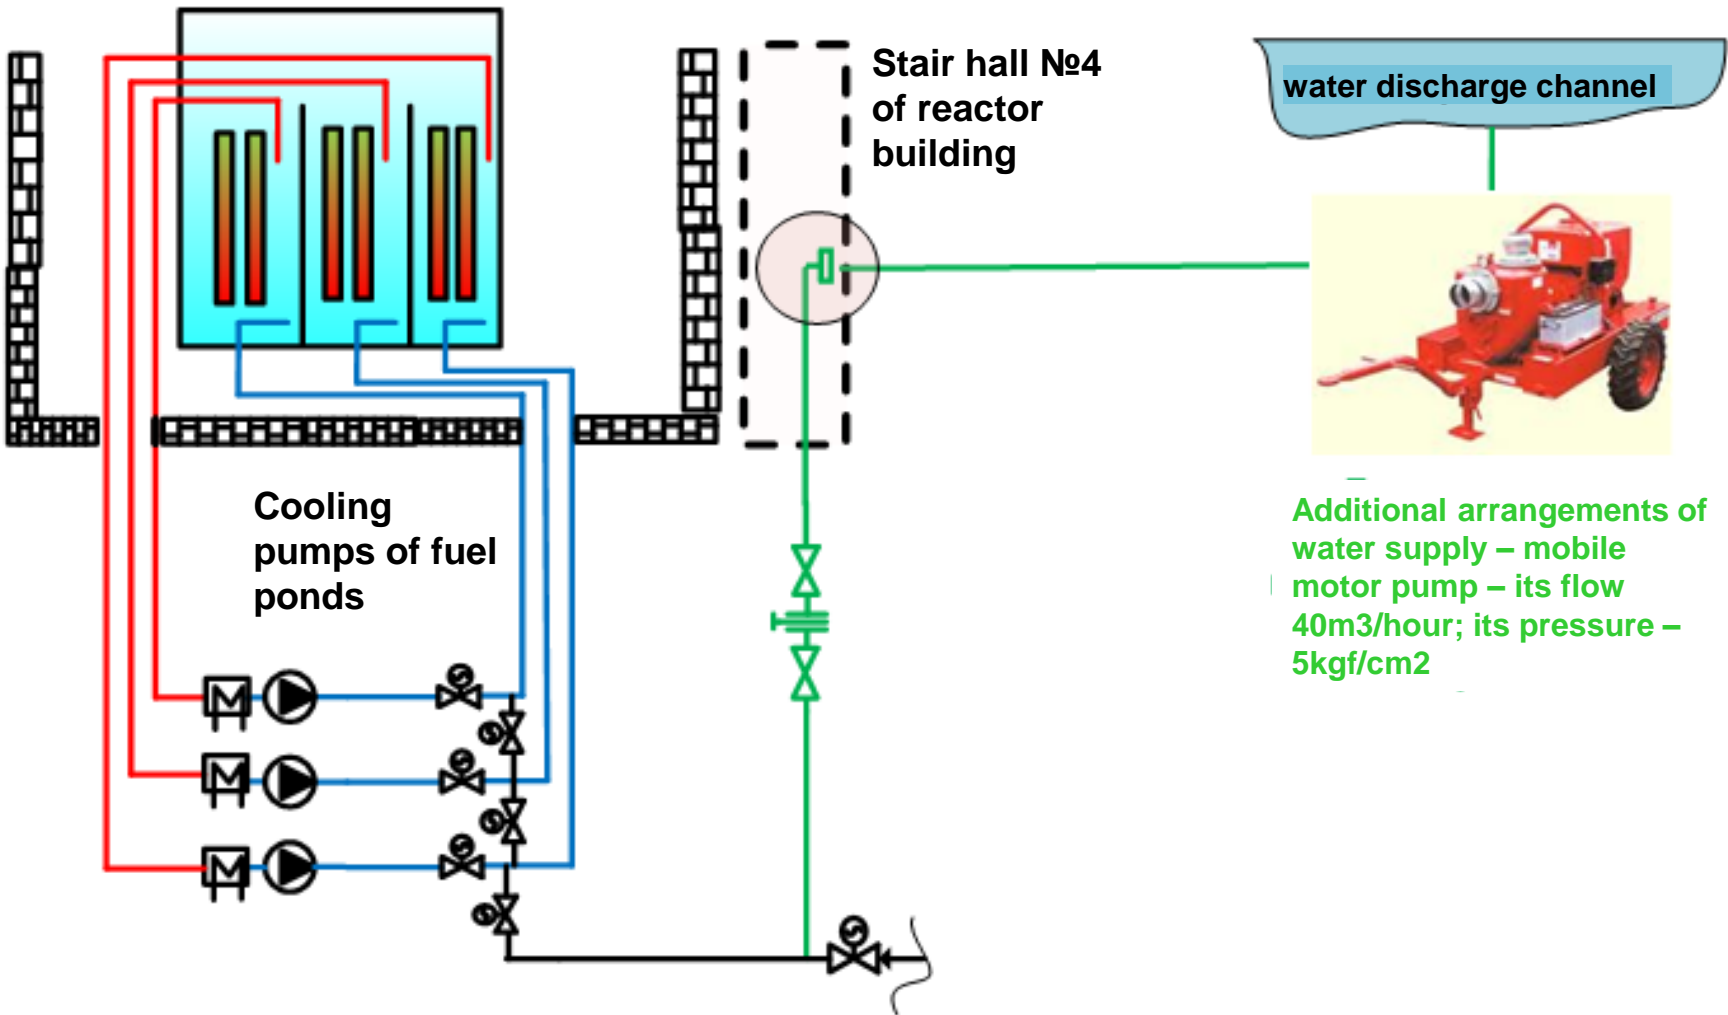 Stair hall №4
of reactor
building
water discharge channel
Cooling
pumps of fuel
ponds
Additional arrangements of
water supply – mobile
motor pump – its flow
40m3/hour; its pressure –
5kgf/cm2